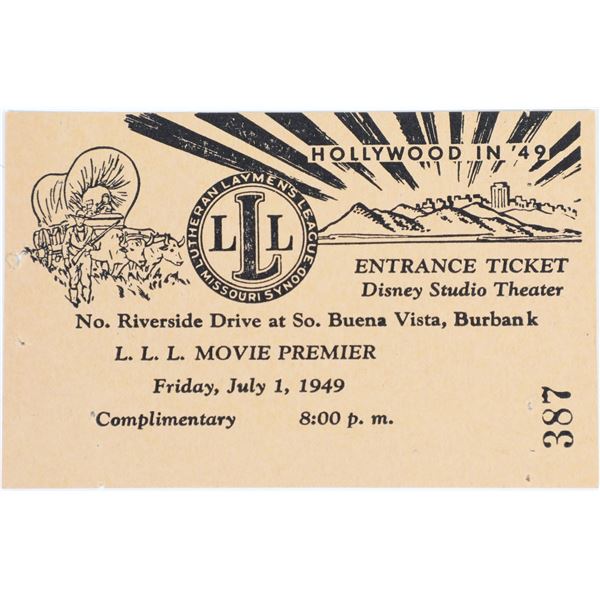 HOLLYWOOD IN '49
LUTHERAN LAYMEN'S LEAGUE
MISSOURI SYNOD
LLL
ENTRANCE TICKET
Disney Studio Theater
No. Riverside Drive at So. Buena Vista, Burbank
L. L. L. MOVIE PREMIER
Friday, July 1, 1949
Complimentary 8:00 p. m.
387